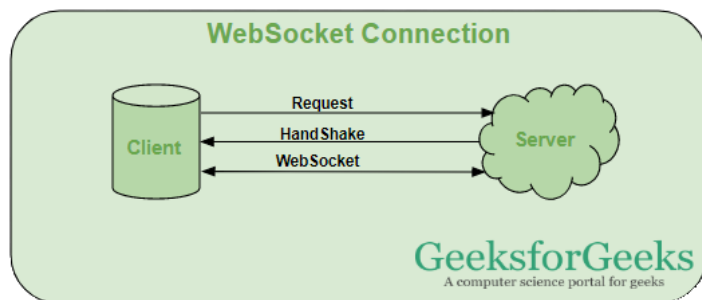 WebSocket Connection
Request
HandShake
WebSocket
Client
Server
GeeksforGeeks
A computer science portal for geeks